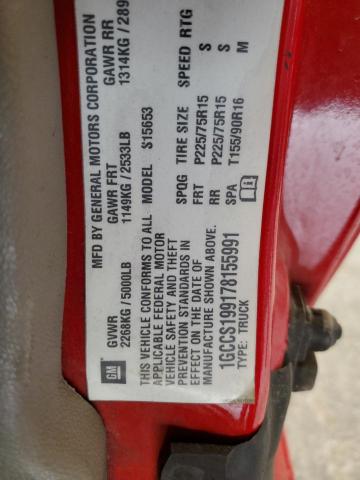 GM
MFD BY GENERAL MOTORS CORPORATION
GVWR GAWR FRT GAWR RR
2268KG / 5000LB 1149KG / 2533LB 1314KG / 289
THIS VEHICLE CONFORMS TO ALL
APPLICABLE FEDERAL MOTOR
VEHICLE SAFETY AND THEFT
PREVENTION STANDARDS IN
EFFECT ON THE DATE OF
MANUFACTURE SHOWN ABOVE.
1GCCS199178155991
TYPE: TRUCK
MODEL S15653
SPQG TIRE SIZE SPEED RTG
FRT P225/75R15 S
RR P225/75R15 S
SPA T155/90R16 M